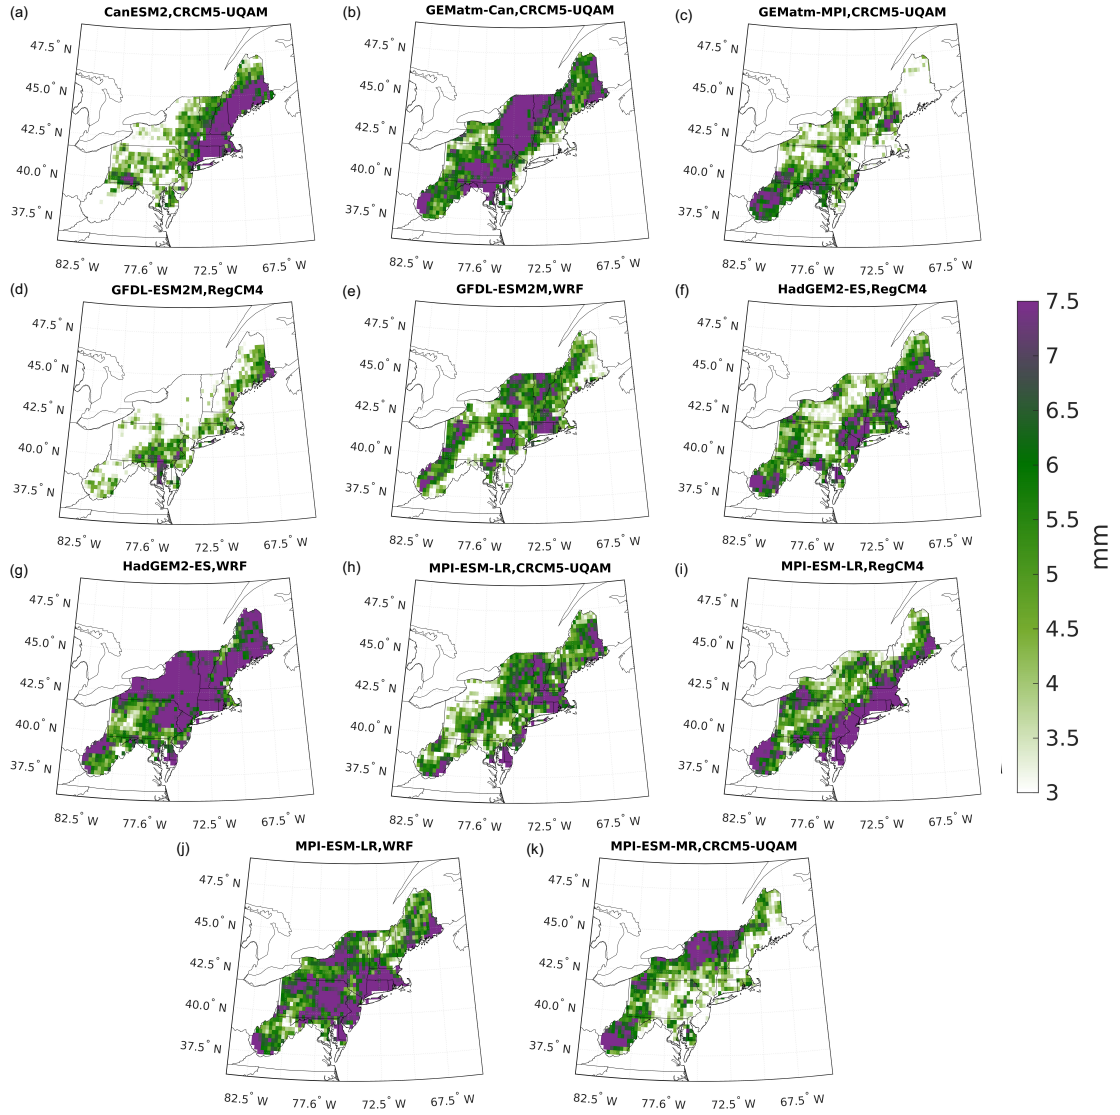 (a) CanESM2,CRCM5-UQAM
(b) GEMatm-Can,CRCM5-UQAM
(c) GEMatm-MPI,CRCM5-UQAM
47.5° N 47.5° N 47.5° N
45.0° N 45.0° N 45.0° N
42.5° N 42.5° N 42.5° N
40.0° N 40.0° N 40.0° N
37.5° N 37.5° N 37.5° N
82.5° W 77.6° W 72.5° W 67.5° W 82.5° W 77.6° W 72.5° W 67.5° W 82.5° W 77.6° W 72.5° W 67.5° W
(d) GFDL-ESM2M,RegCM4
(e) GFDL-ESM2M,WRF
(f) HadGEM2-ES,RegCM4
47.5° N 47.5° N 47.5° N
45.0° N 45.0° N 45.0° N
42.5° N 42.5° N 42.5° N
40.0° N 40.0° N 40.0° N
37.5° N 37.5° N 37.5° N
82.5° W 77.6° W 72.5° W 67.5° W 82.5° W 77.6° W 72.5° W 67.5° W 82.5° W 77.6° W 72.5° W 67.5° W
(g) HadGEM2-ES,WRF
(h) MPI-ESM-LR,CRCM5-UQAM
(i) MPI-ESM-LR,RegCM4
47.5° N 47.5° N 47.5° N
45.0° N 45.0° N 45.0° N
42.5° N 42.5° N 42.5° N
40.0° N 40.0° N 40.0° N
37.5° N 37.5° N 37.5° N
82.5° W 77.6° W 72.5° W 67.5° W 82.5° W 77.6° W 72.5° W 67.5° W 82.5° W 77.6° W 72.5° W 67.5° W
(j) MPI-ESM-LR,WRF
(k) MPI-ESM-MR,CRCM5-UQAM
47.5° N 47.5° N
45.0° N 45.0° N
42.5° N 42.5° N
40.0° N 40.0° N
37.5° N 37.5° N
82.5° W 77.6° W 72.5° W 67.5° W 82.5° W 77.6° W 72.5° W 67.5° W
7.5
7
6.5
6
5.5
5
4.5
4
3.5
3
mm